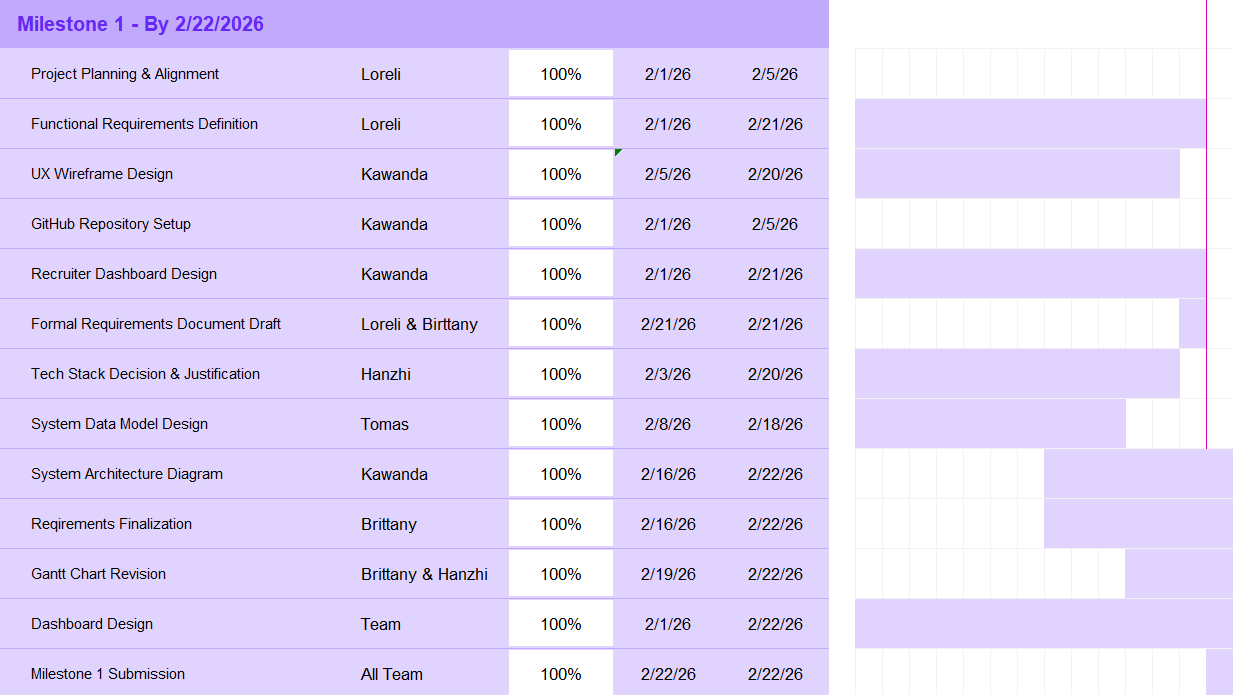 Milestone 1 - By 2/22/2026
Project Planning & Alignment Loreli 100% 2/1/26 2/5/26
Functional Requirements Definition Loreli 100% 2/1/26 2/21/26
UX Wireframe Design Kawanda 100% 2/5/26 2/20/26
GitHub Repository Setup Kawanda 100% 2/1/26 2/5/26
Recruiter Dashboard Design Kawanda 100% 2/1/26 2/21/26
Formal Requirements Document Draft Loreli & Birttany 100% 2/21/26 2/21/26
Tech Stack Decision & Justification Hanzhi 100% 2/3/26 2/20/26
System Data Model Design Tomas 100% 2/8/26 2/18/26
System Architecture Diagram Kawanda 100% 2/16/26 2/22/26
Reqirements Finalization Brittany 100% 2/16/26 2/22/26
Gantt Chart Revision Brittany & Hanzhi 100% 2/19/26 2/22/26
Dashboard Design Team 100% 2/1/26 2/22/26
Milestone 1 Submission All Team 100% 2/22/26 2/22/26